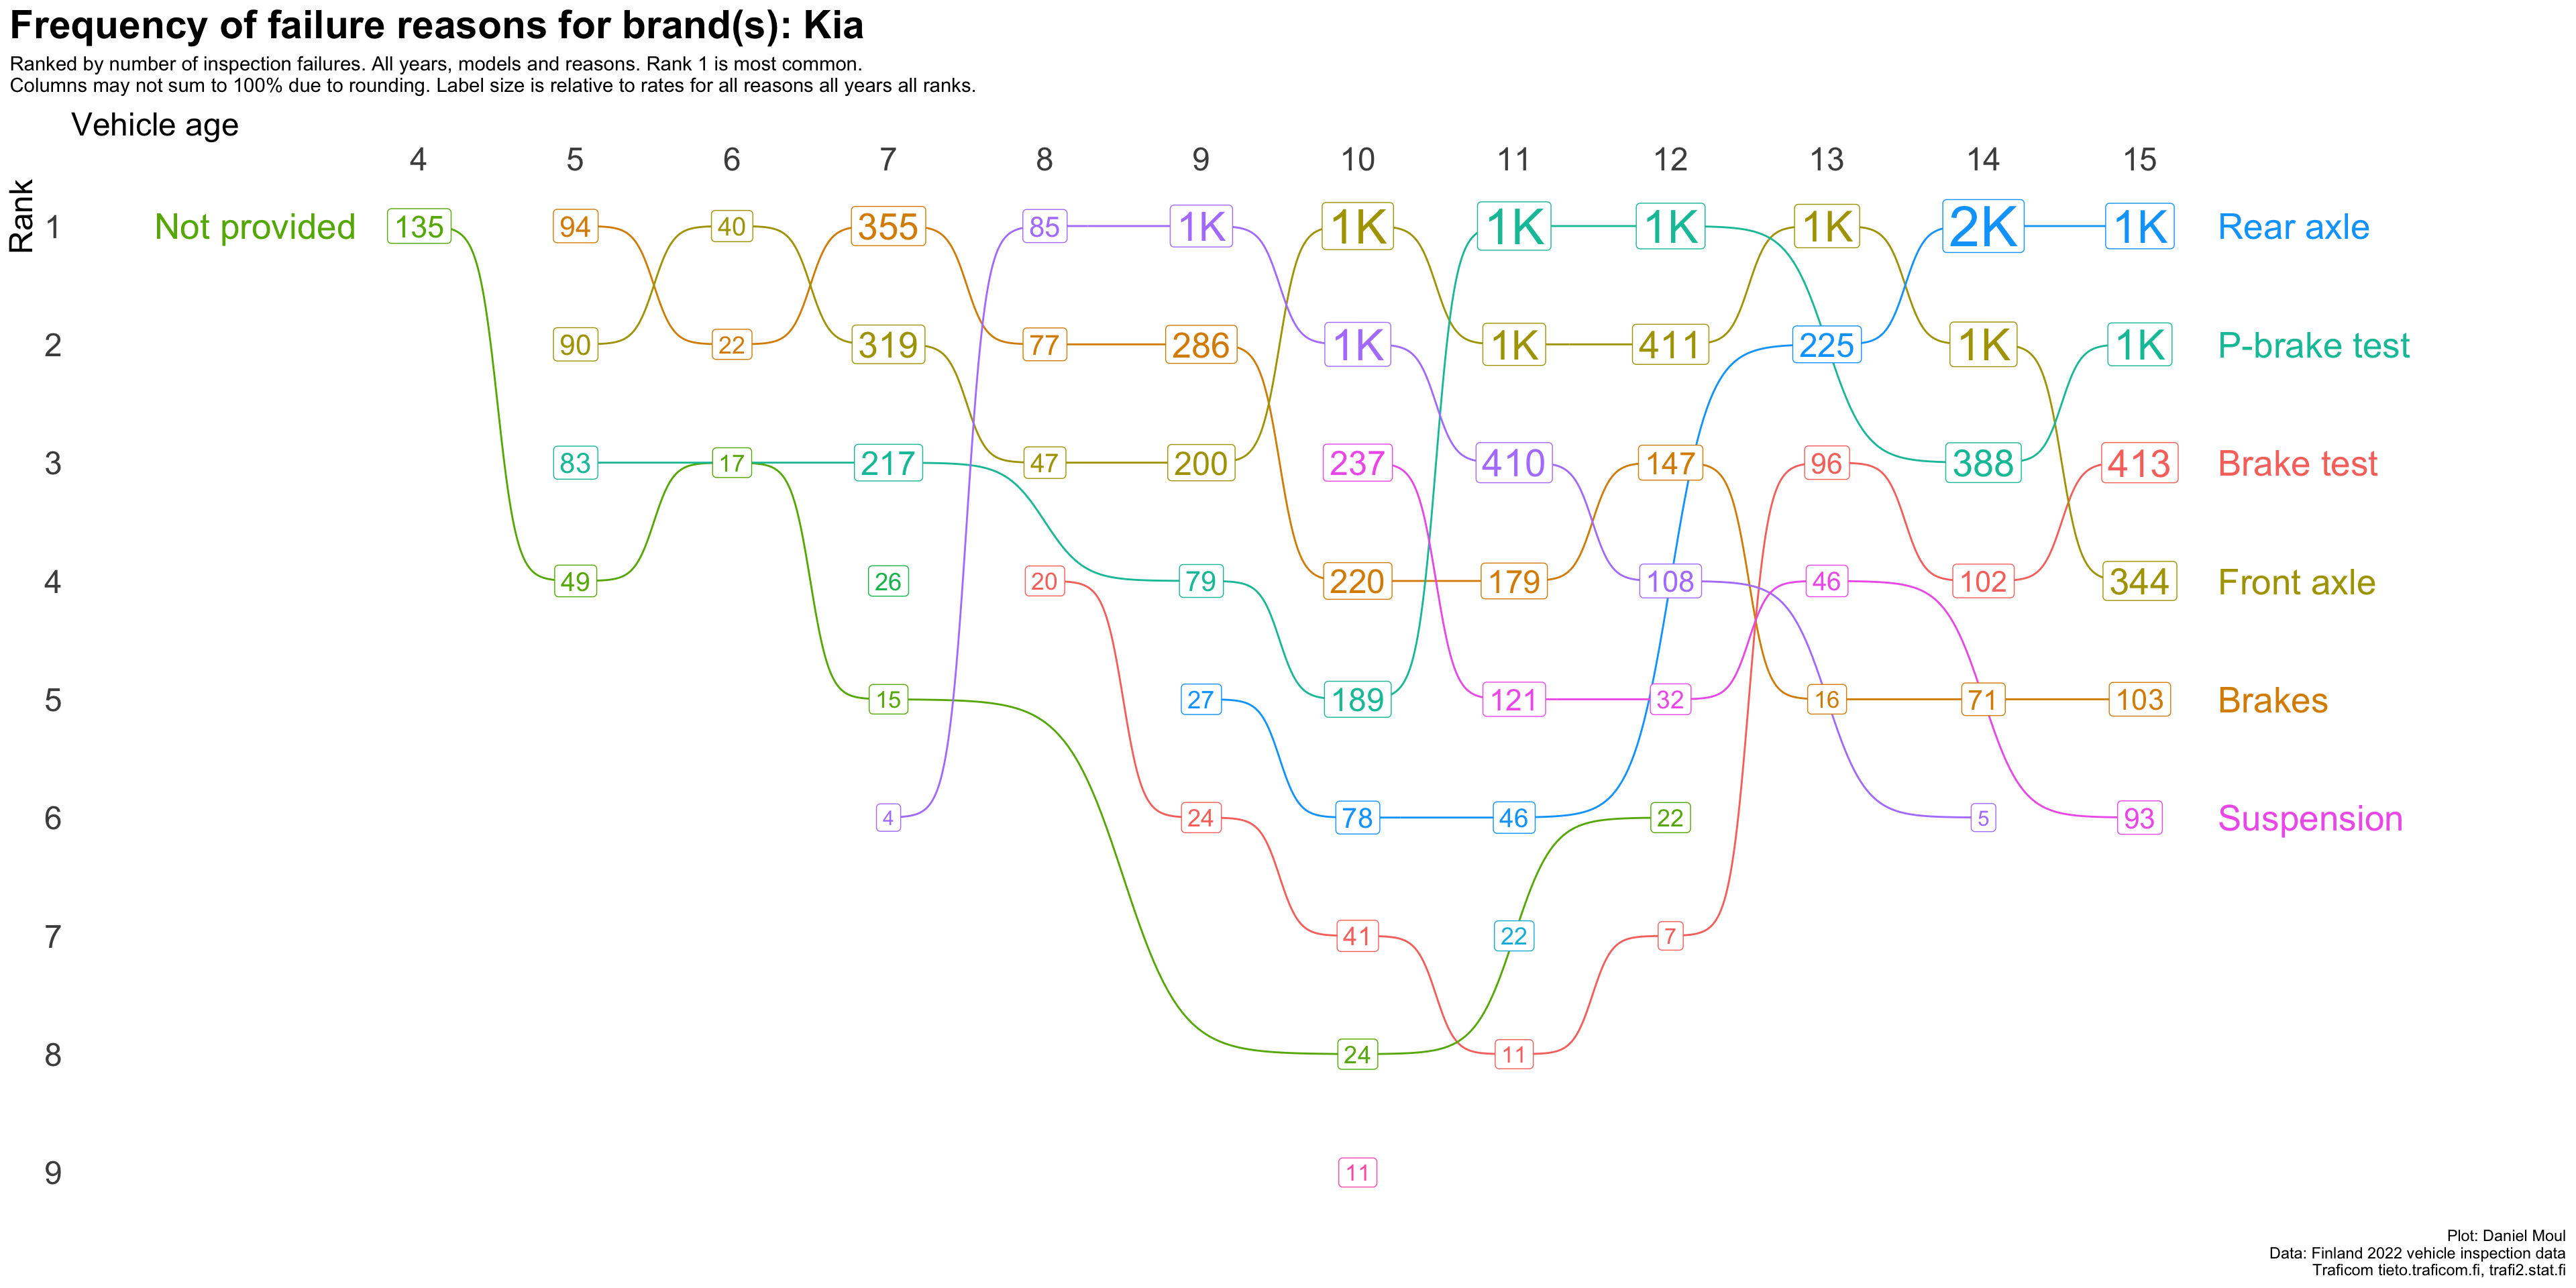 Frequency of failure reasons for brand(s): Kia
Ranked by number of inspection failures. All years, models and reasons. Rank 1 is most common.
Columns may not sum to 100% due to rounding. Label size is relative to rates for all reasons all years all ranks.
Vehicle age
4 5 6 7 8 9 10 11 12 13 14 15
Rank
1 Not provided 135 94 40 355 85 1K 1K 1K 1K 1K 2K 1K Rear axle
2 90 22 319 77 286 1K 1K 411 225 1K 1K P-brake test
3 83 17 217 47 200 237 410 147 96 388 413 Brake test
4 49 26 20 79 220 179 108 46 102 344 Front axle
5 15 27 189 121 32 16 71 103 Brakes
6 4 24 78 46 22 5 93 Suspension
7 41 22 7
8 24 11
9 11
Plot: Daniel Moul
Data: Finland 2022 vehicle inspection data
Traficom tieto.traficom.fi, trafi2.stat.fi